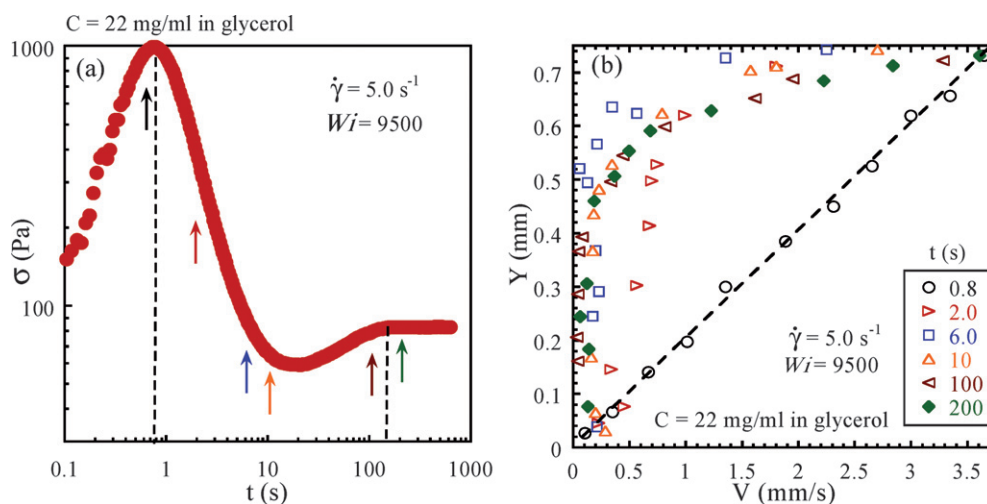 C = 22 mg/ml in glycerol
(a)
γ̇ = 5.0 s⁻¹
Wi = 9500
1000
100
σ (Pa)
0.1
1
10
100
1000
t (s)
(b)
0.7
0.6
0.5
0.4
0.3
0.2
0.1
0
Y (mm)
t (s)
0.8
2.0
6.0
10
100
200
γ̇ = 5.0 s⁻¹
Wi = 9500
C = 22 mg/ml in glycerol
0
0.5
1
1.5
2
2.5
3
3.5
V (mm/s)